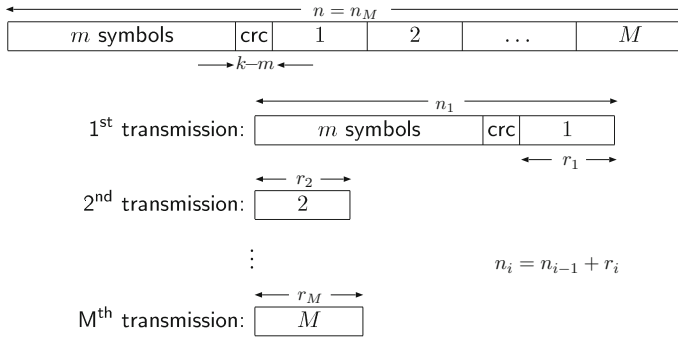 n = n_M
m symbols crc 1 2 ... M
k–m
n_1
1st transmission: m symbols crc 1
r_1
r_2
2nd transmission: 2
⋮
n_i = n_{i−1} + r_i
r_M
Mth transmission: M